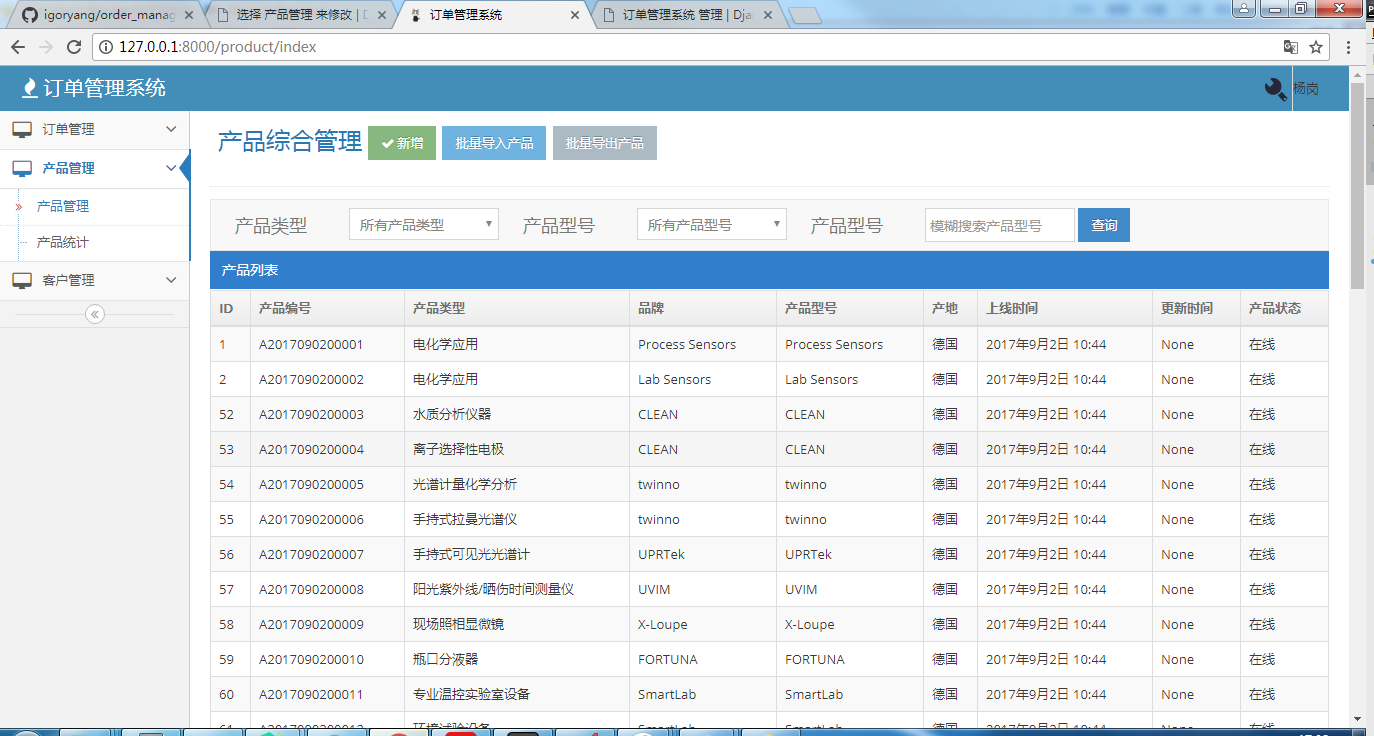 igoryang/order_manag
选择 产品管理 来修改 | D
订单管理系统
订单管理系统 管理 | Dja
127.0.0.1:8000/product/index
订单管理系统
杨岗
订单管理
产品管理
产品管理
产品统计
客户管理
产品综合管理 新增 批量导入产品 批量导出产品
产品类型 所有产品类型 产品型号 所有产品型号 产品型号 模糊搜索产品型号 查询
产品列表
ID 产品编号 产品类型 品牌 产品型号 产地 上线时间 更新时间 产品状态
1 A2017090200001 电化学应用 Process Sensors Process Sensors 德国 2017年9月2日 10:44 None 在线
2 A2017090200002 电化学应用 Lab Sensors Lab Sensors 德国 2017年9月2日 10:44 None 在线
52 A2017090200003 水质分析仪器 CLEAN CLEAN 德国 2017年9月2日 10:44 None 在线
53 A2017090200004 离子选择性电极 CLEAN CLEAN 德国 2017年9月2日 10:44 None 在线
54 A2017090200005 光谱计量化学分析 twinno twinno 德国 2017年9月2日 10:44 None 在线
55 A2017090200006 手持式拉曼光谱仪 twinno twinno 德国 2017年9月2日 10:44 None 在线
56 A2017090200007 手持式可见光光谱计 UPRTek UPRTek 德国 2017年9月2日 10:44 None 在线
57 A2017090200008 阳光紫外线/晒伤时间测量仪 UVIM UVIM 德国 2017年9月2日 10:44 None 在线
58 A2017090200009 现场照相显微镜 X-Loupe X-Loupe 德国 2017年9月2日 10:44 None 在线
59 A2017090200010 瓶口分液器 FORTUNA FORTUNA 德国 2017年9月2日 10:44 None 在线
60 A2017090200011 专业温控实验室设备 SmartLab SmartLab 德国 2017年9月2日 10:44 None 在线